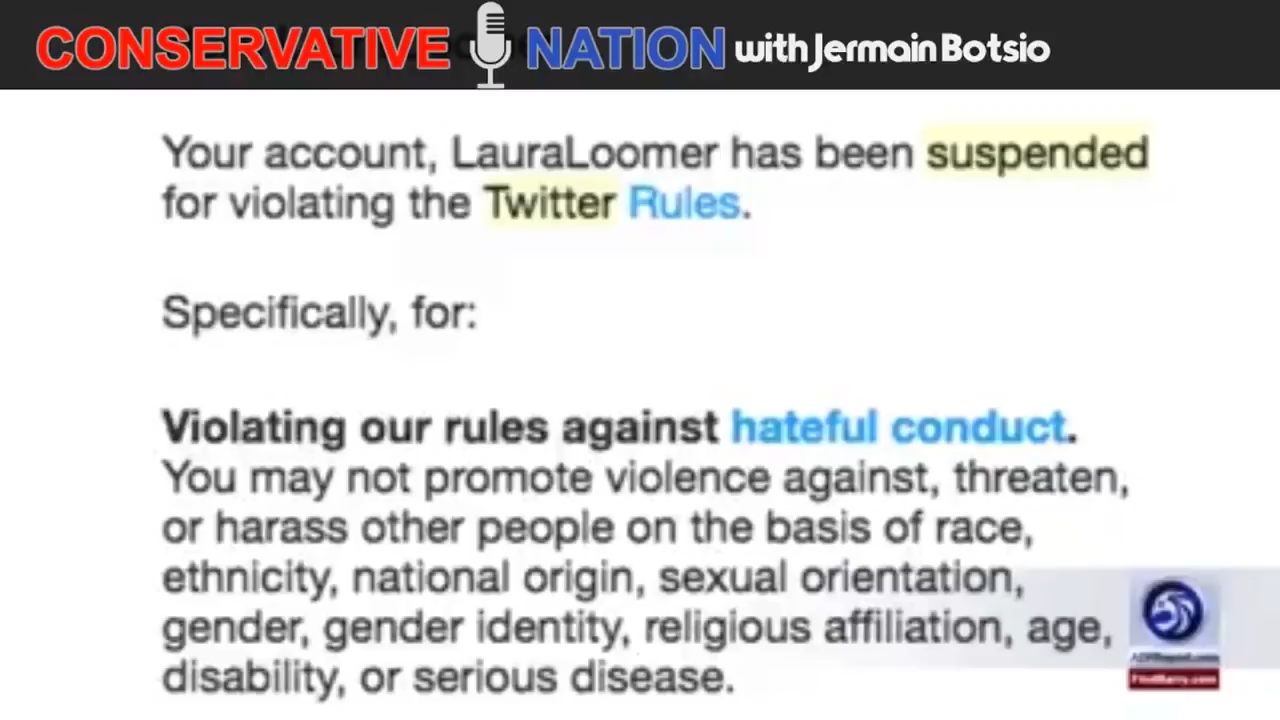 CONSERVATIVE NATION with Jermain Botsio
Your account, LauraLoomer has been suspended
for violating the Twitter Rules.
Specifically, for:
Violating our rules against hateful conduct.
You may not promote violence against, threaten,
or harass other people on the basis of race,
ethnicity, national origin, sexual orientation,
gender, gender identity, religious affiliation, age,
disability, or serious disease.